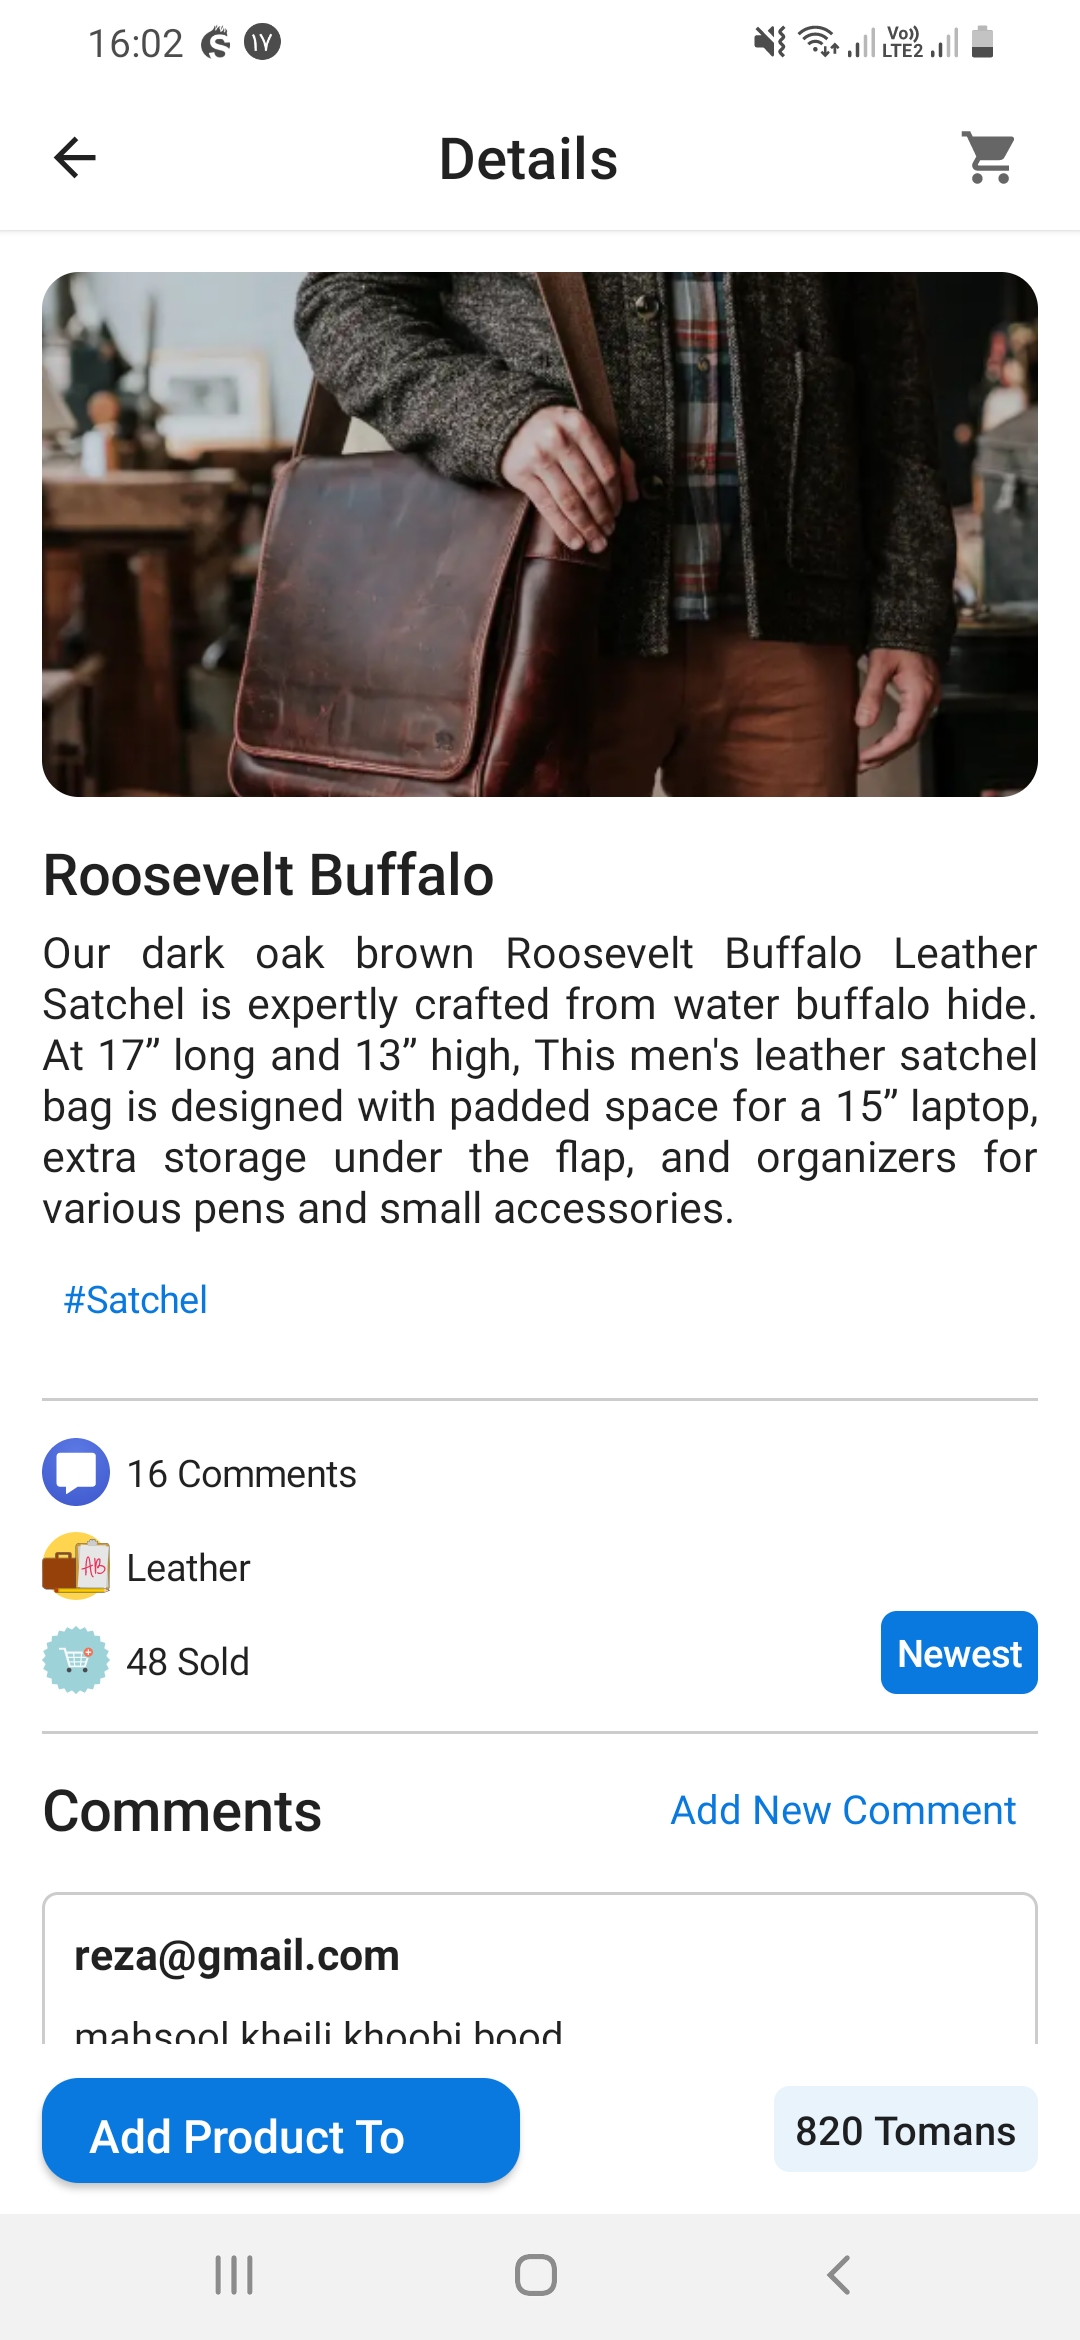 16:02
۱۷
Vo))
LTE2
Details
Roosevelt Buffalo
Our dark oak brown Roosevelt Buffalo Leather
Satchel is expertly crafted from water buffalo hide.
At 17” long and 13” high, This men's leather satchel
bag is designed with padded space for a 15” laptop,
extra storage under the flap, and organizers for
various pens and small accessories.
#Satchel
16 Comments
AB
Leather
48 Sold
Newest
Comments
Add New Comment
reza@gmail.com
mahsool kheili khoobi bood
Add Product To
820 Tomans